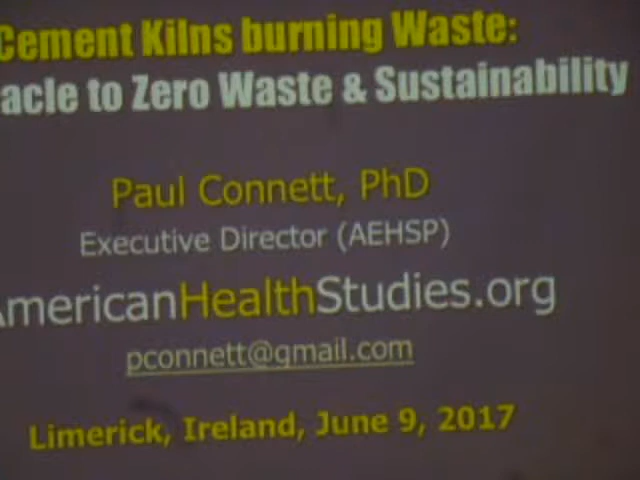 Cement Kilns burning Waste:
acle to Zero Waste & Sustainability
Paul Connett, PhD
Executive Director (AEHSP)
AmericanHealthStudies.org
pconnett@gmail.com
Limerick, Ireland, June 9, 2017